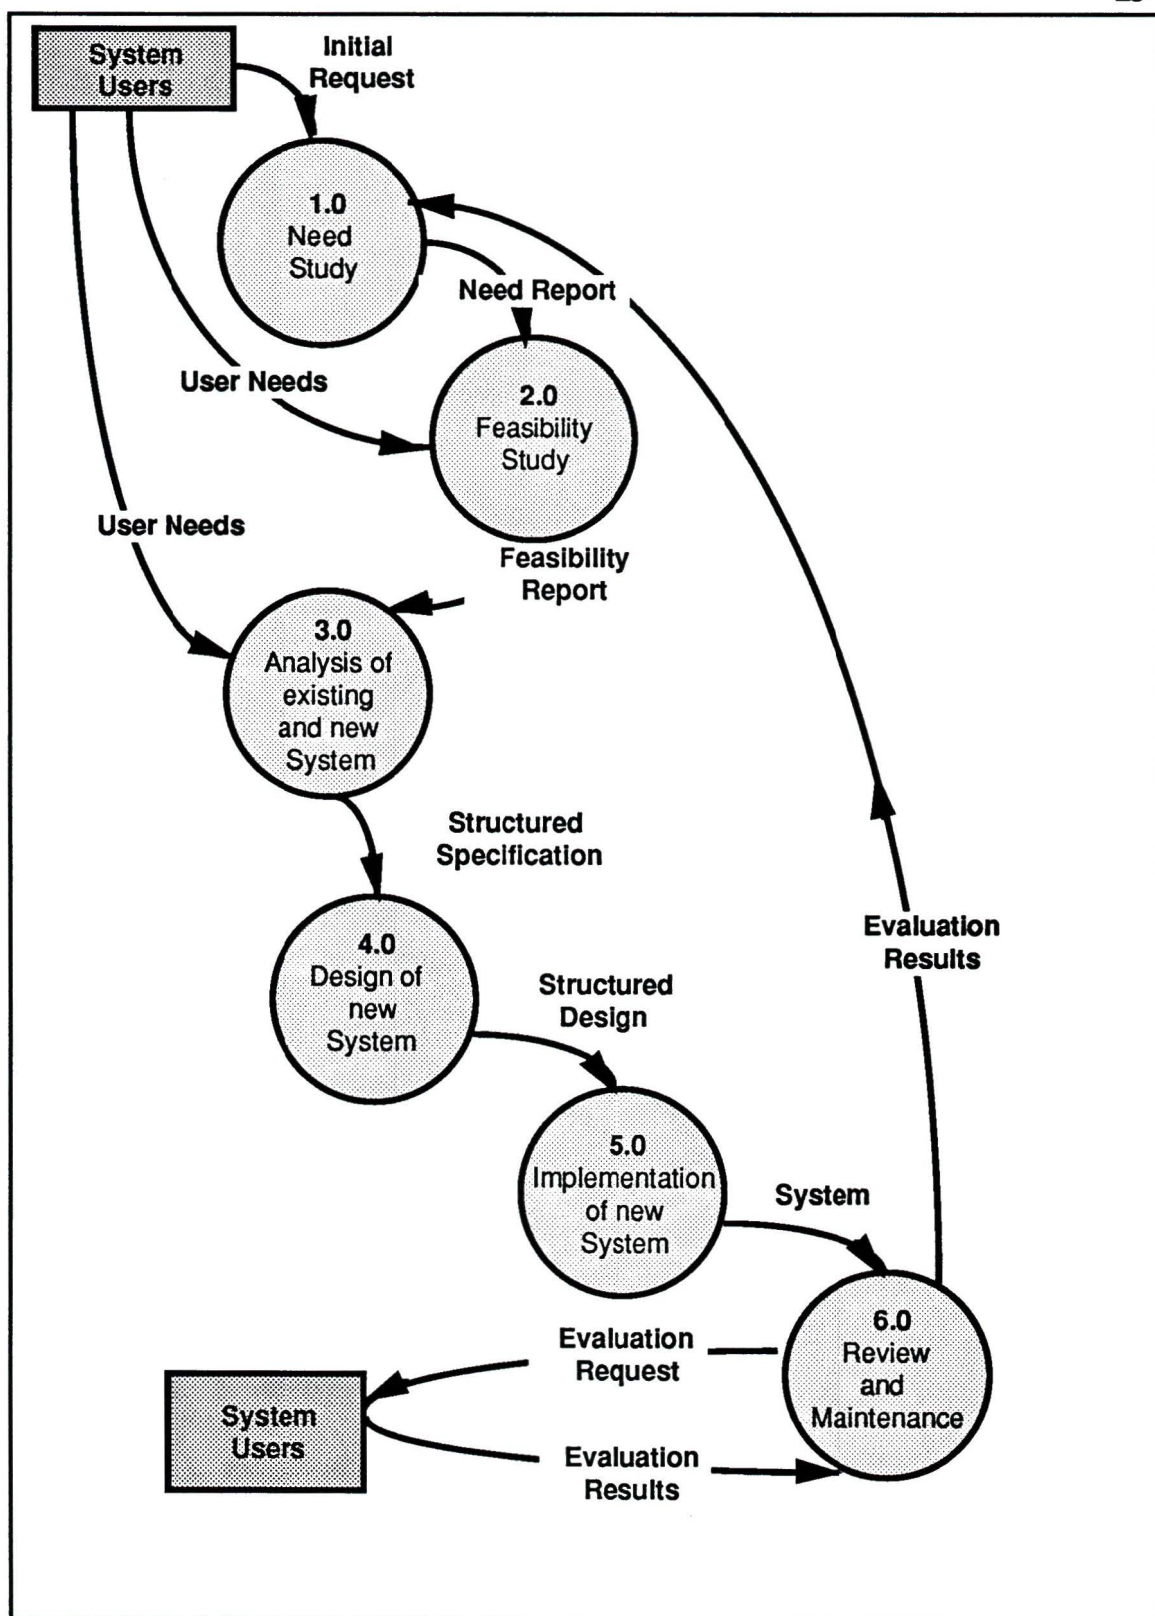 System
Users
Initial
Request
1.0
Need
Study
Need Report
User Needs
2.0
Feasibility
Study
User Needs
Feasibility
Report
3.0
Analysis of
existing
and new
System
Structured
Specification
4.0
Design of
new
System
Structured
Design
Evaluation
Results
5.0
Implementation
of new
System
System
6.0
Review
and
Maintenance
Evaluation
Request
System
Users
Evaluation
Results